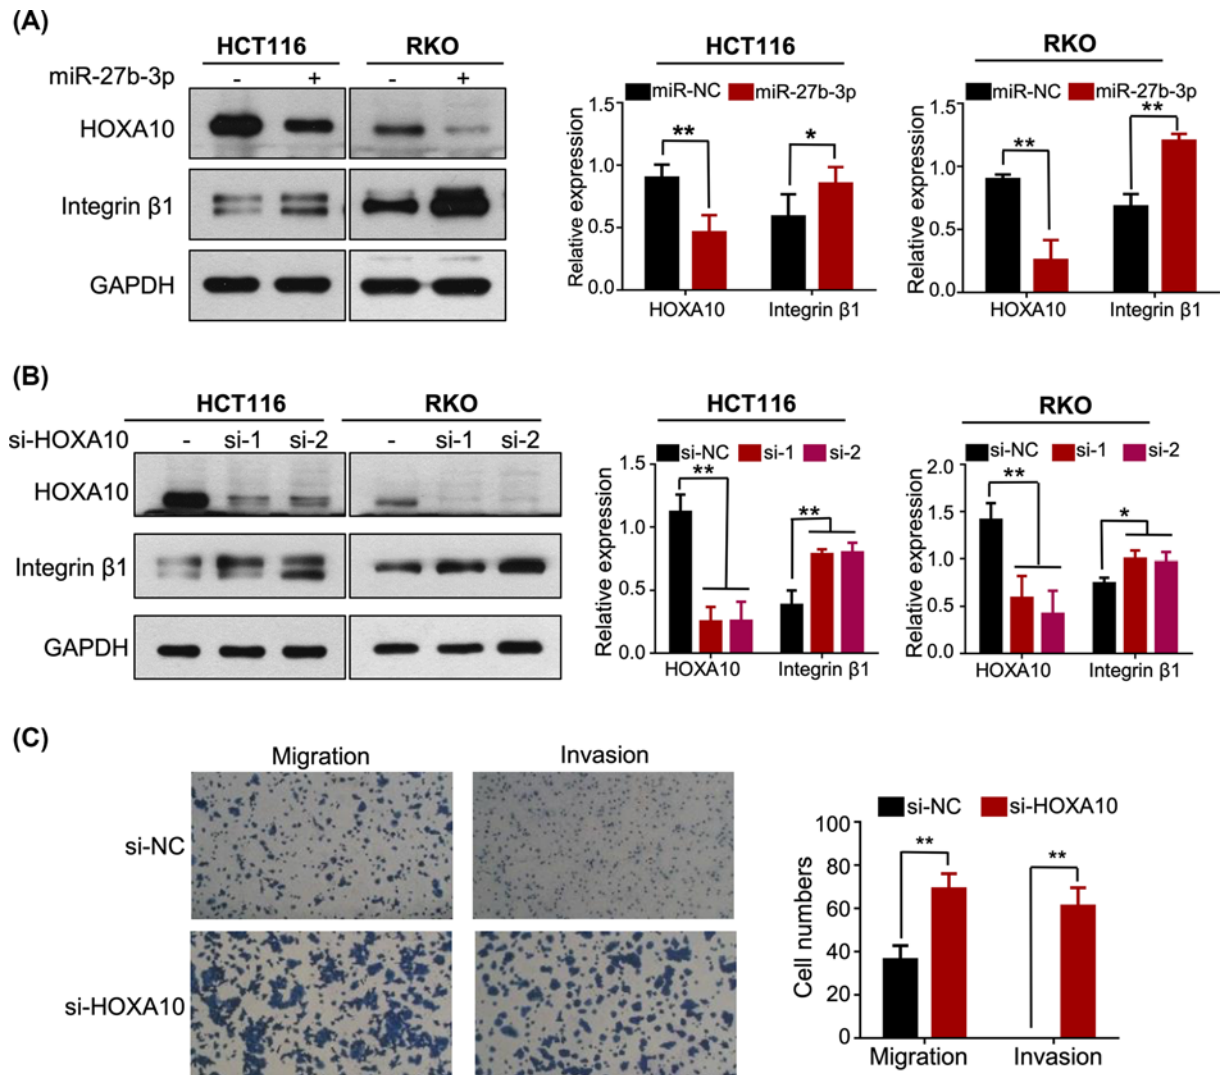 (A)
HCT116 RKO
miR-27b-3p - + - +
HOXA10
Integrin β1
GAPDH
HCT116
miR-NC miR-27b-3p
Relative expression
1.5
1.0
0.5
0.0
** *
HOXA10 Integrin β1
RKO
miR-NC miR-27b-3p
Relative expression
1.5
1.0
0.5
0.0
** **
HOXA10 Integrin β1
(B)
HCT116 RKO
si-HOXA10 - si-1 si-2 - si-1 si-2
HOXA10
Integrin β1
GAPDH
HCT116
si-NC si-1 si-2
Relative expression
1.5
1.0
0.5
0.0
** **
HOXA10 Integrin β1
RKO
si-NC si-1 si-2
Relative expression
2.0
1.5
1.0
0.5
0.0
** *
HOXA10 Integrin β1
(C)
Migration Invasion
si-NC
si-HOXA10
si-NC si-HOXA10
Cell numbers
100
80
60
40
20
0
** **
Migration Invasion